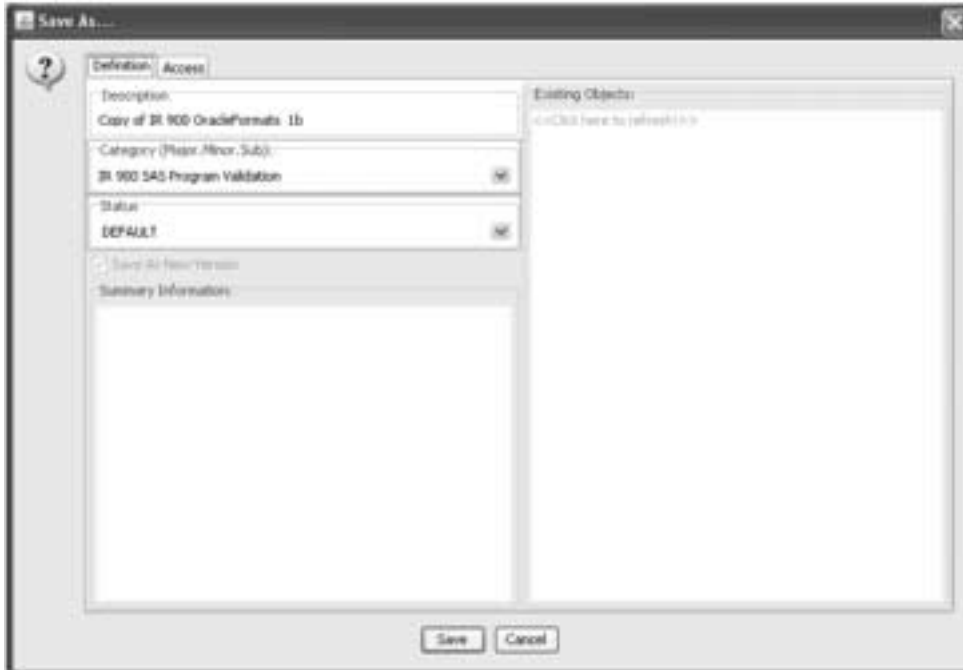 Save As...
Definition
Access
Description
Copy of IR 900 OracleFormats 1b
Category (Major.Minor.Sub):
IR 900 SAS Program Validation
Status
DEFAULT
Save As New Version
Summary Information:
Existing Objects:
<<Click here to refresh!>>
Save
Cancel